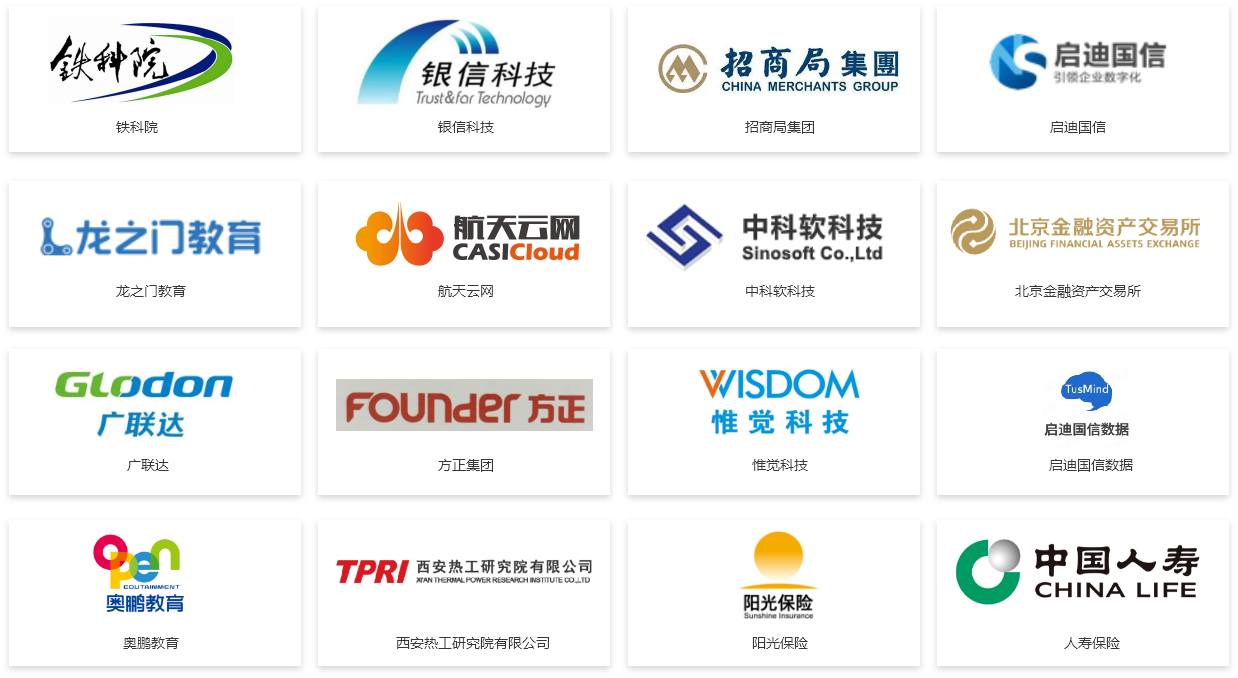 铁科院
铁科院
银信科技
Trust&far Technology
银信科技
招商局集團
CHINA MERCHANTS GROUP
招商局集团
启迪国信
引领企业数字化
启迪国信
龙之门教育
龙之门教育
航天云网
CASICloud
航天云网
中科软科技
Sinosoft Co.,Ltd
中科软科技
北京金融资产交易所
BEIJING FINANCIAL ASSETS EXCHANGE
北京金融资产交易所
GLodon
广联达
广联达
FOUNDer 方正
方正集团
WISDOM
惟觉科技
惟觉科技
TusMind
启迪国信数据
启迪国信数据
open
EDUTAINMENT
奥鹏教育
奥鹏教育
TPRI 西安热工研究院有限公司
XI'AN THERMAL POWER RESEARCH INSTITUTE CO.,LTD
西安热工研究院有限公司
阳光保险
Sunshine Insurance
阳光保险
中国人寿
CHINA LIFE
人寿保险